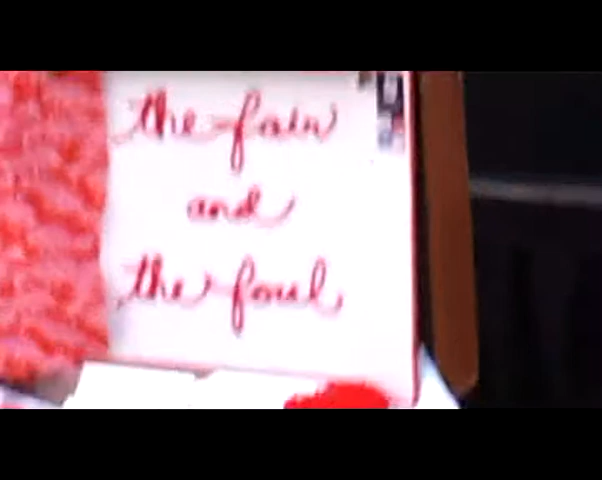 the fair
and
the foul